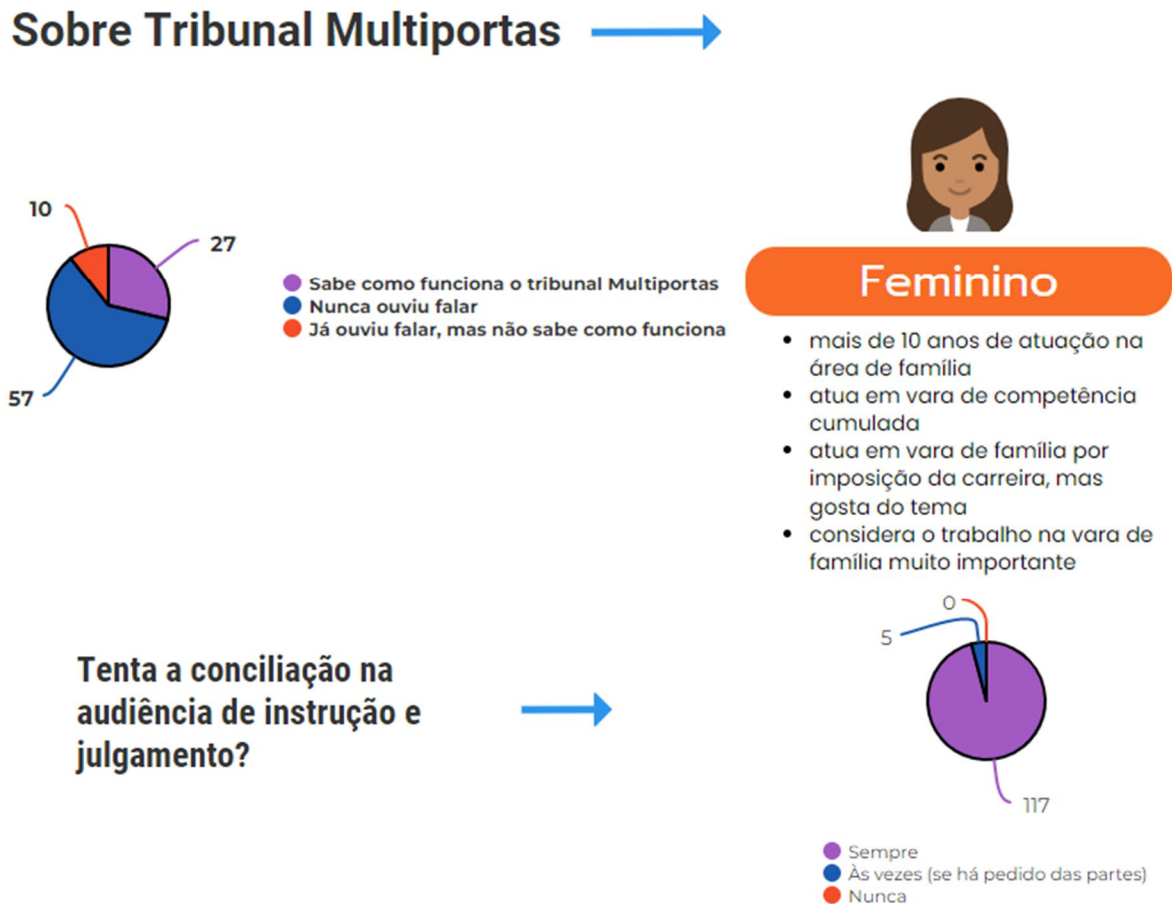 Sobre Tribunal Multiportas
10
27
57
Sabe como funciona o tribunal Multiportas
Nunca ouviu falar
Já ouviu falar, mas não sabe como funciona
Feminino
• mais de 10 anos de atuação na
área de família
• atua em vara de competência
cumulada
• atua em vara de família por
imposição da carreira, mas
gosta do tema
• considera o trabalho na vara de
família muito importante
Tenta a conciliação na
audiência de instrução e
julgamento?
0
5
117
Sempre
Às vezes (se há pedido das partes)
Nunca